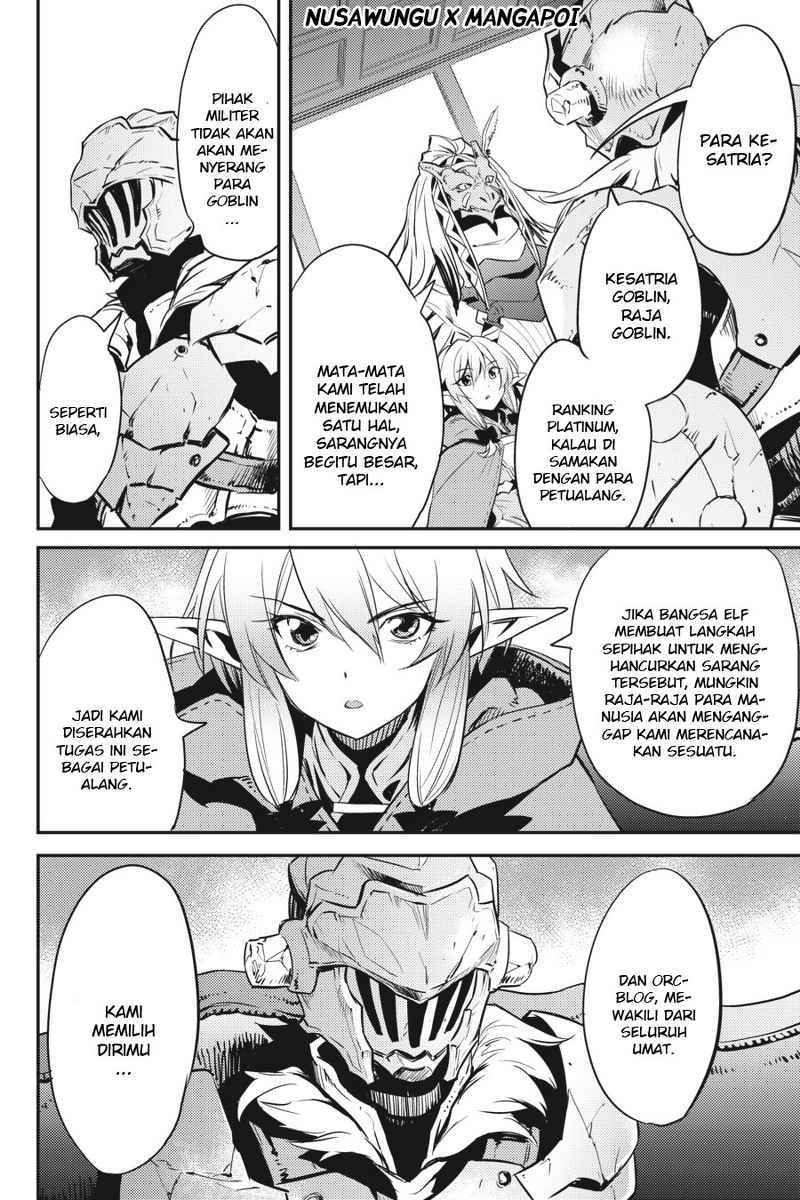 NUSAWUNGU X MANGAPOI
PARA KE-
SATRIA?
KESATRIA
GOBLIN,
RAJA
GOBLIN.
RANKING
PLATINUM,
KALAU DI
SAMAKAN
DENGAN PARA
PETUALANG.
MATA-MATA
KAMI TELAH
MENEMUKAN
SATU HAL,
SARANGNYA
BEGITU BESAR,
TAPI...
PIHAK
MILITER
TIDAK AKAN
AKAN ME-
NYERANG
PARA
GOBLIN
...
SEPERTI
BIASA,
JIKA BANGSA ELF
MEMBUAT LANGKAH
SEPIHAK UNTUK MENG-
HANCURKAN SARANG
TERSEBUT, MUNGKIN
RAJA-RAJA PARA MA-
NUSIA AKAN MENGANG-
GAP KAMI MERENCANA-
KAN SESUATU.
JADI KAMI
DISERAHKAN
TUGAS INI SE-
BAGAI PETU-
ALANG.
DAN ORC-
BLOG, ME-
WAKILI DARI
SELURUH
UMAT.
KAMI
MEMILIH
DIRIMU
...